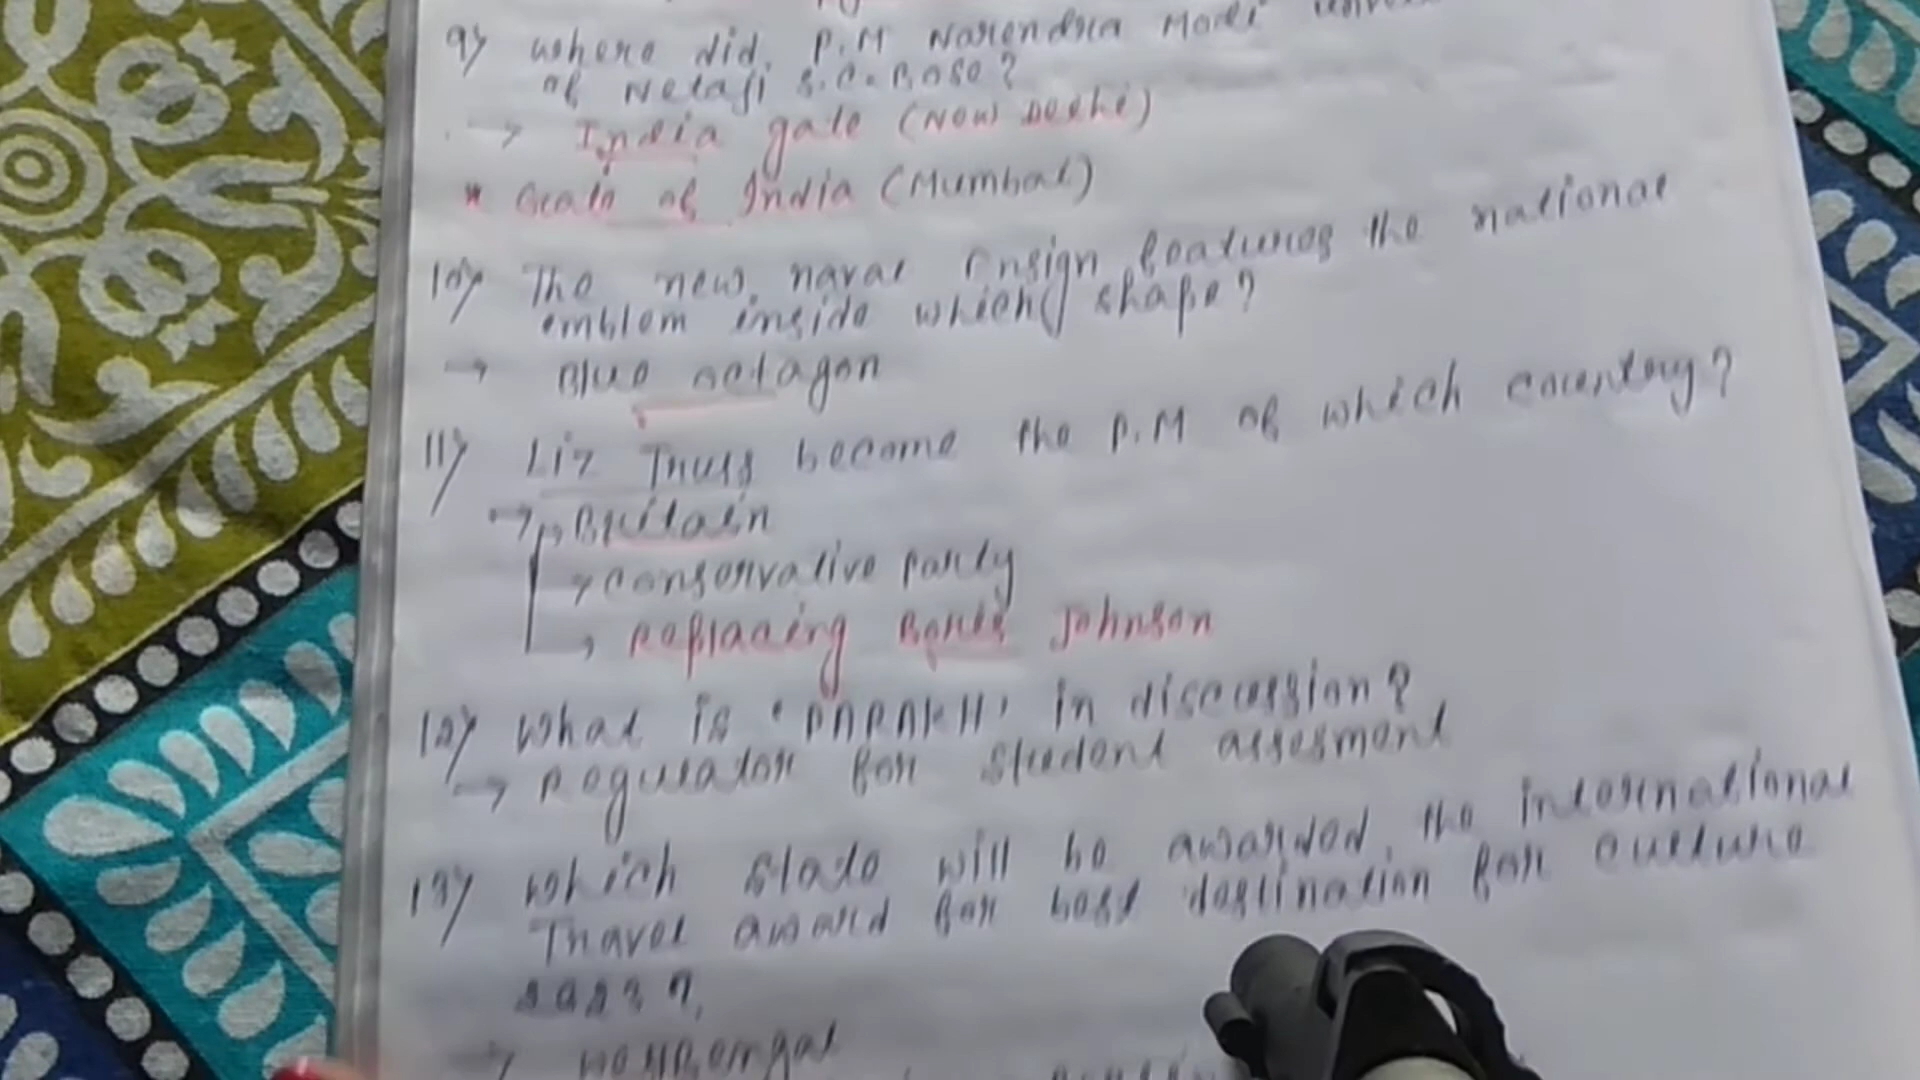 9) where did P.M Narendra Modi
of Netaji S.C. Bose?
→ India gate (New Delhi)
* Gate of India (Mumbai)
10) The new naval ensign features the national
emblem inside which shape?
→ Blue octagon
11) Liz Truss become the P.M of which country?
→ Britain
→ conservative party
→ Replacing Boris Johnson
12) What is 'PARAKH' in discussion?
→ Regulator for student assesment
13) which state will be awarded the international
Travel award for best destination for culture
2023?
→ West Bengal